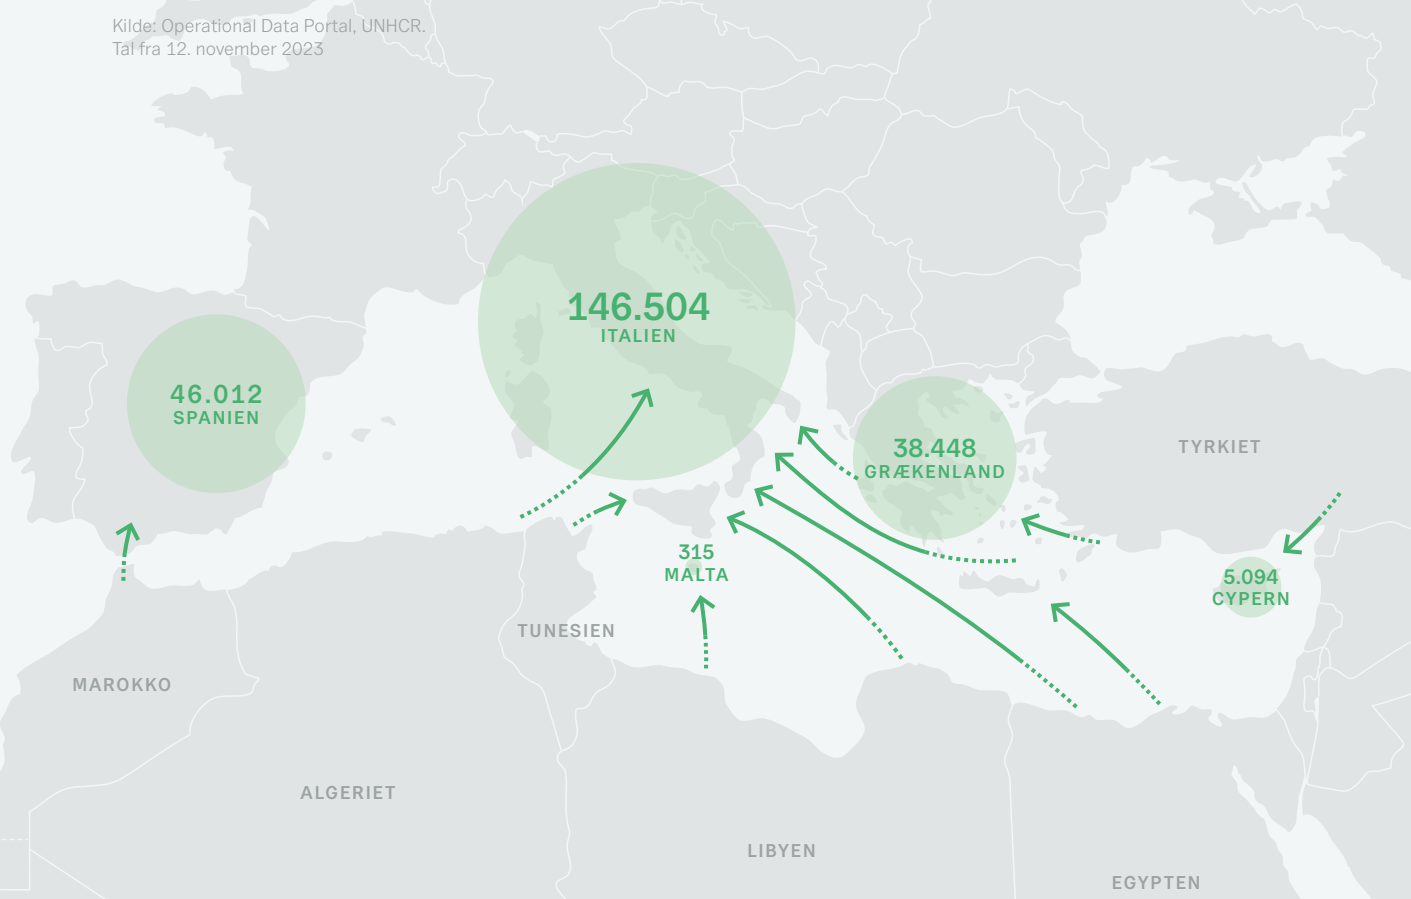 Kilde: Operational Data Portal, UNHCR.
Tal fra 12. november 2023
146.504
ITALIEN
46.012
SPANIEN
38.448
GRÆKENLAND
TYRKIET
315
MALTA
5.094
CYPERN
TUNESIEN
MAROKKO
ALGERIET
LIBYEN
EGYPTEN